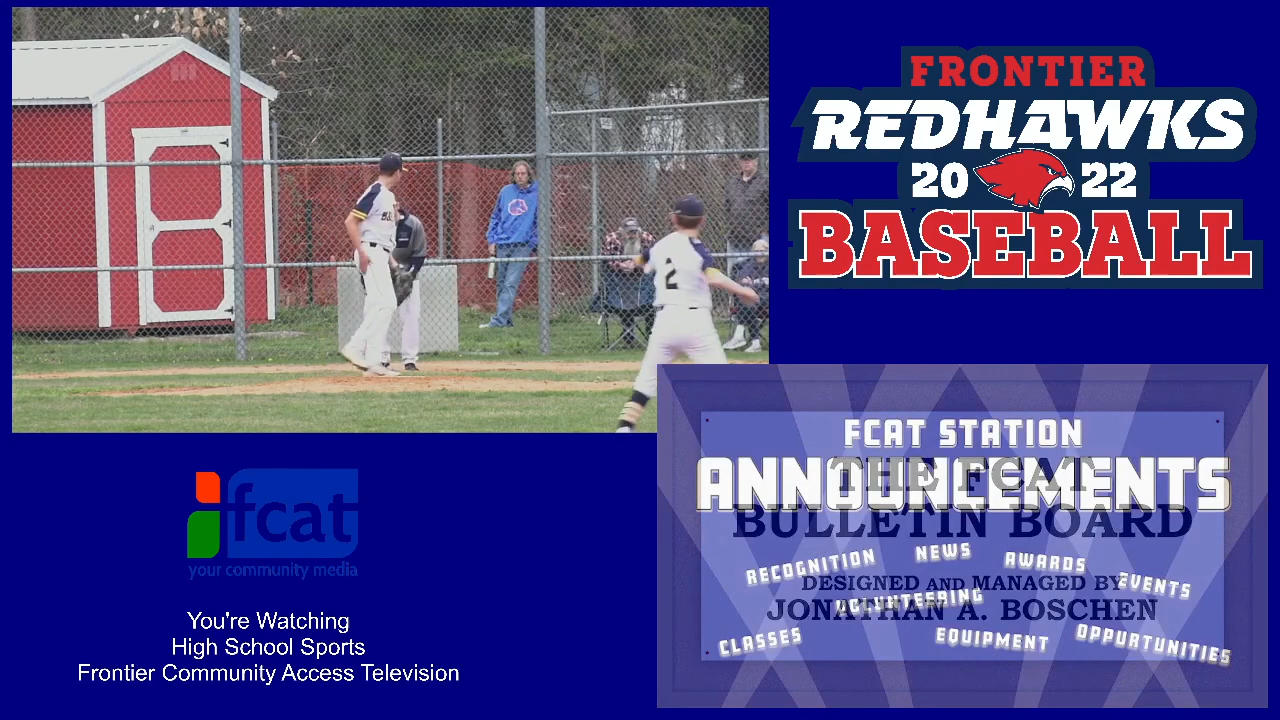 FRONTIER
REDHAWKS
20 22
BASEBALL
2
FCAT STATION
ANNOUNCEMENTS
THE FCAT
BULLETIN BOARD
RECOGNITION
NEWS
AWARDS
EVENTS
DESIGNED AND MANAGED BY
VOLUNTEERING
JONATHAN A. BOSCHEN
CLASSES
EQUIPMENT
OPPURTUNITIES
fcat
your community media
You're Watching
High School Sports
Frontier Community Access Television